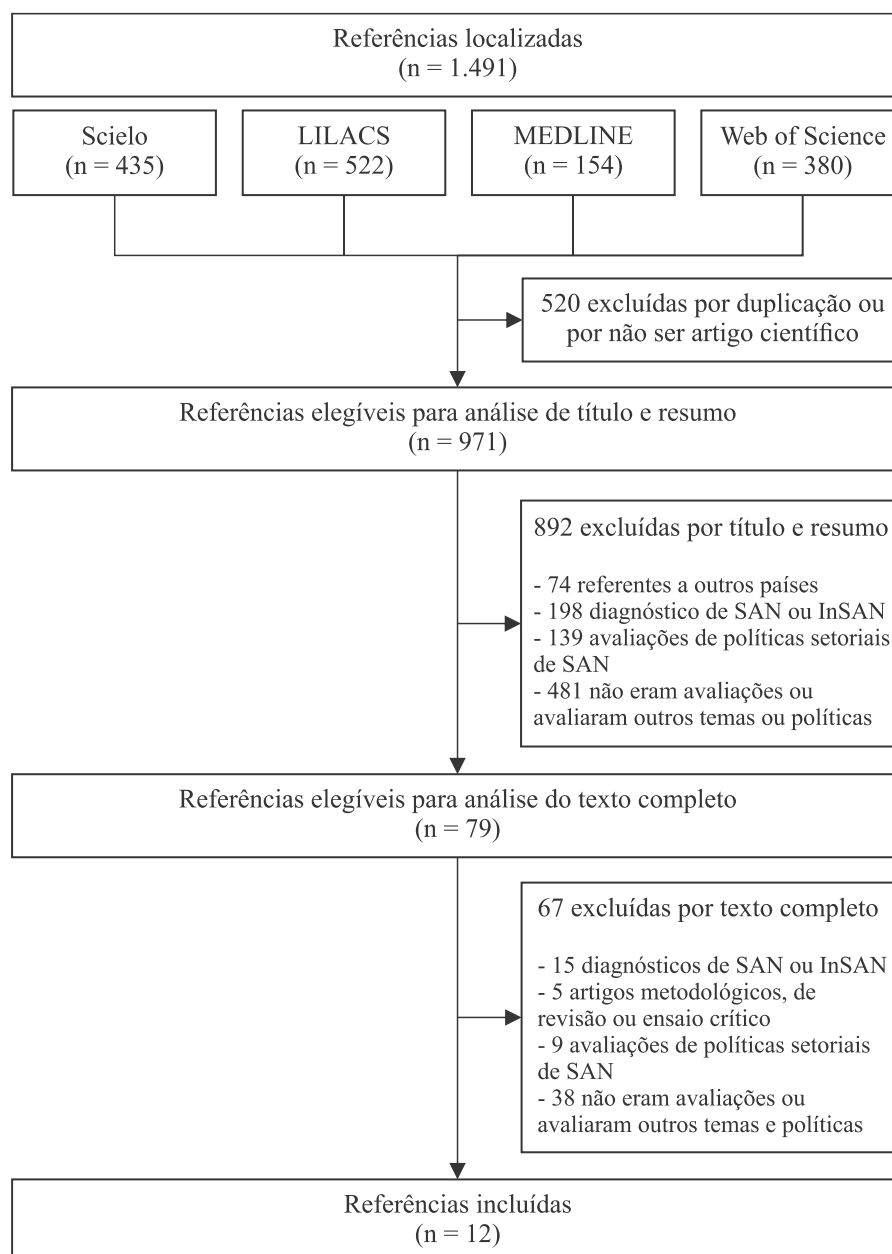 Referências localizadas
(n = 1.491)
Scielo
(n = 435)
LILACS
(n = 522)
MEDLINE
(n = 154)
Web of Science
(n = 380)
520 excluídas por duplicação ou
por não ser artigo científico
Referências elegíveis para análise de título e resumo
(n = 971)
892 excluídas por título e resumo
- 74 referentes a outros países
- 198 diagnóstico de SAN ou InSAN
- 139 avaliações de políticas setoriais
de SAN
- 481 não eram avaliações ou
avaliaram outros temas ou políticas
Referências elegíveis para análise do texto completo
(n = 79)
67 excluídas por texto completo
- 15 diagnósticos de SAN ou InSAN
- 5 artigos metodológicos, de
revisão ou ensaio crítico
- 9 avaliações de políticas setoriais
de SAN
- 38 não eram avaliações ou
avaliaram outros temas e políticas
Referências incluídas
(n = 12)